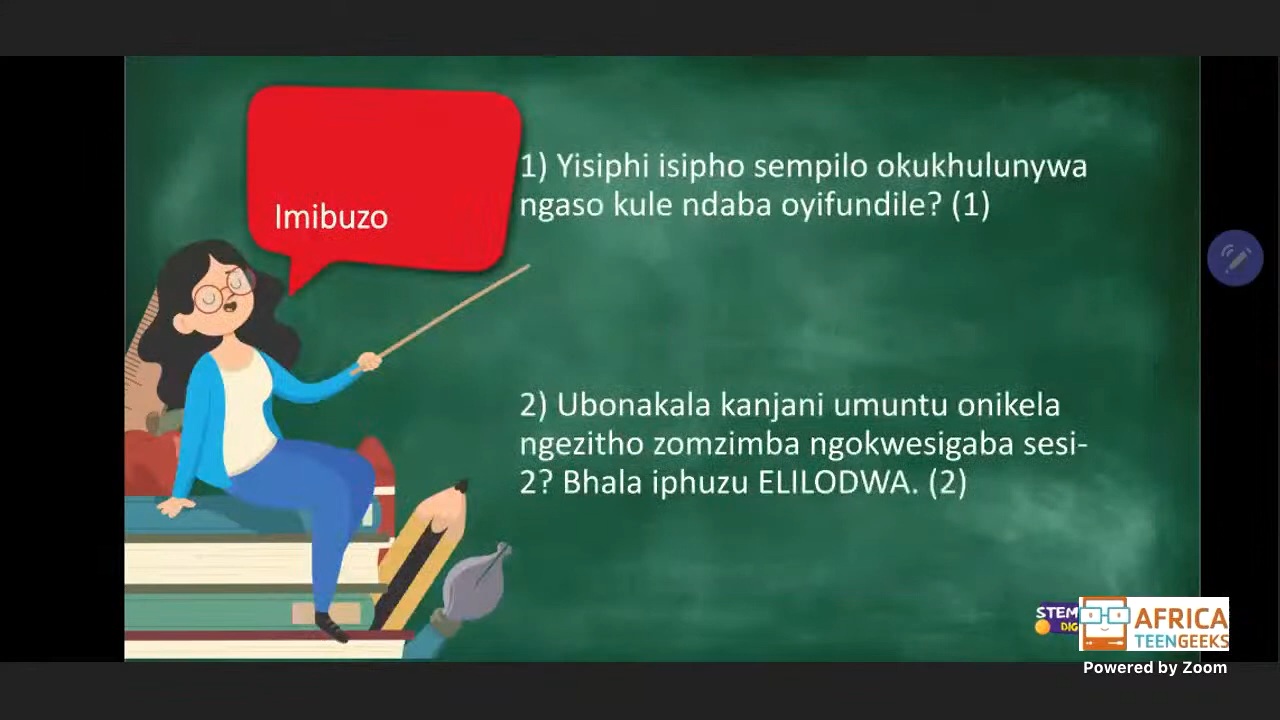 Imibuzo
1) Yisiphi isipho sempilo okukhulunywa
ngaso kule ndaba oyifundile? (1)
2) Ubonakala kanjani umuntu onikela
ngezitho zomzimba ngokwesigaba sesi-
2? Bhala iphuzu ELILODWA. (2)
STEM
DIG
AFRICA
TEENGEEKS
Powered by Zoom